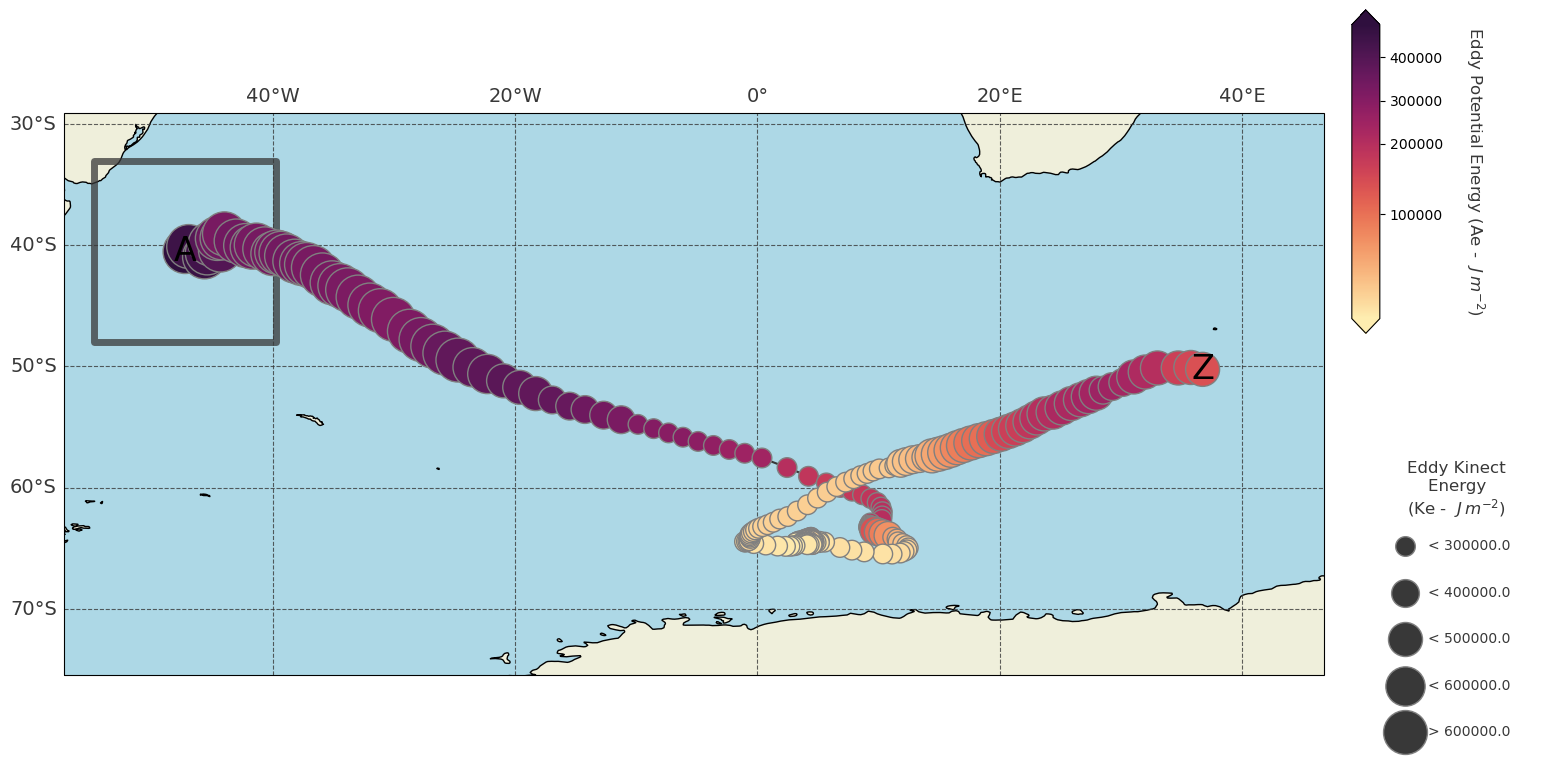 40°W 20°W 0° 20°E 40°E
30°S
40°S
50°S
60°S
70°S
A
Z
400000
300000
200000
100000
Eddy Potential Energy (Ae - J m⁻²)
Eddy Kinect
Energy
(Ke - J m⁻²)
< 300000.0
< 400000.0
< 500000.0
< 600000.0
> 600000.0